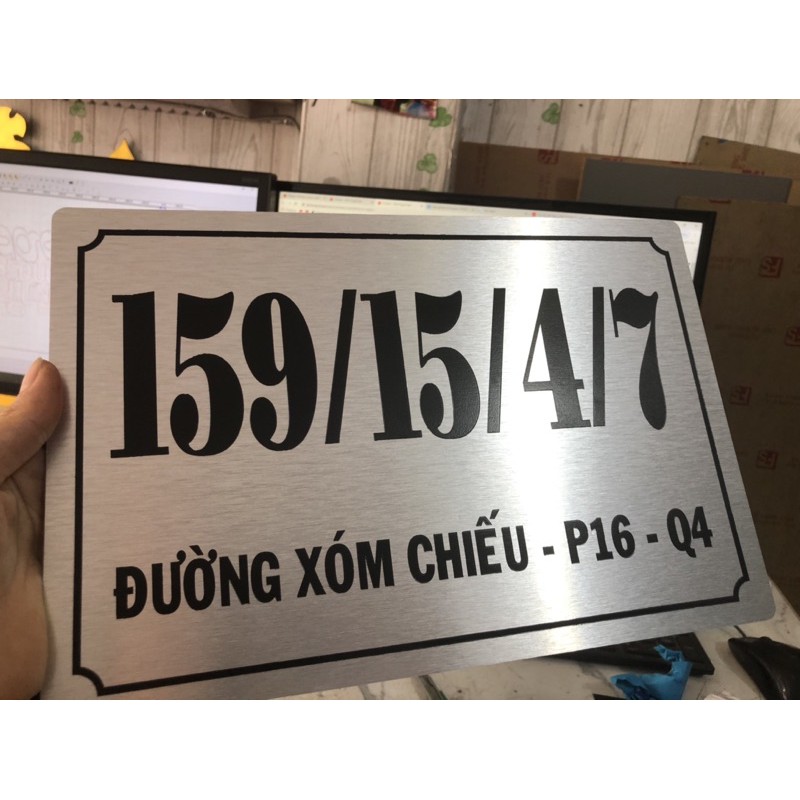 159/15/4/7
ĐƯỜNG XÓM CHIẾU - P16 - Q4